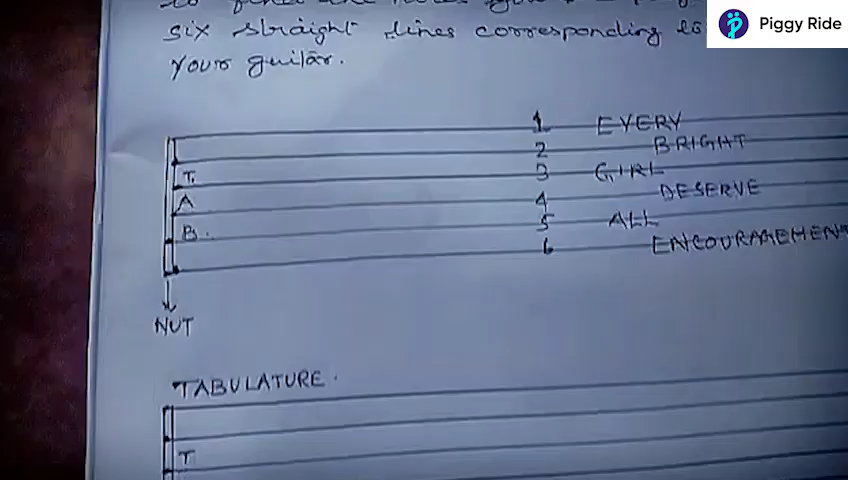 Piggy Ride
six straight lines corresponding to
your guitar.
1 EVERY
2 BRIGHT
T. 3 GIRL
A 4 DESERVE
B. 5 ALL
6 ENCOURAGEMENT
NUT
TABULATURE.
T